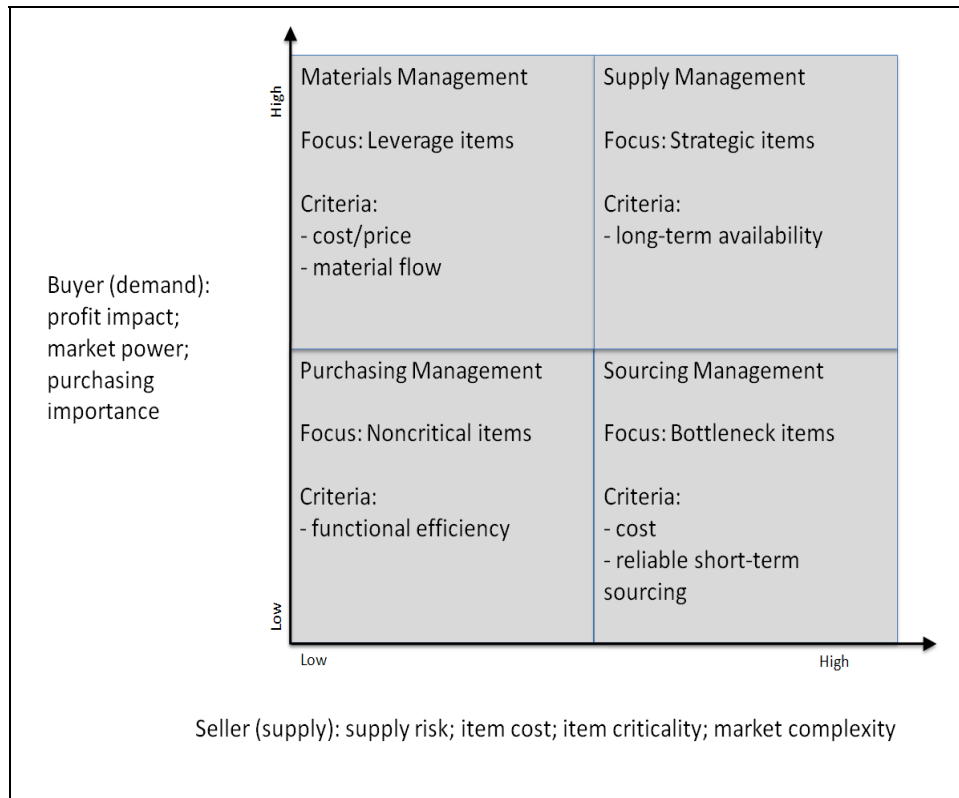 High
Materials Management
Focus: Leverage items
Criteria:
- cost/price
- material flow
Supply Management
Focus: Strategic items
Criteria:
- long-term availability
Buyer (demand):
profit impact;
market power;
purchasing
importance
Purchasing Management
Focus: Noncritical items
Criteria:
- functional efficiency
Sourcing Management
Focus: Bottleneck items
Criteria:
- cost
- reliable short-term
sourcing
Low
Low
High
Seller (supply): supply risk; item cost; item criticality; market complexity